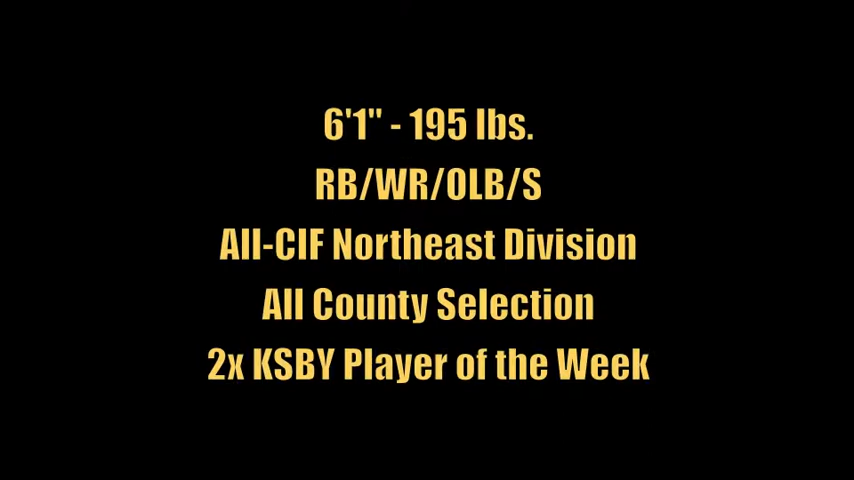 6'1" - 195 lbs.
RB/WR/OLB/S
All-CIF Northeast Division
All County Selection
2x KSBY Player of the Week